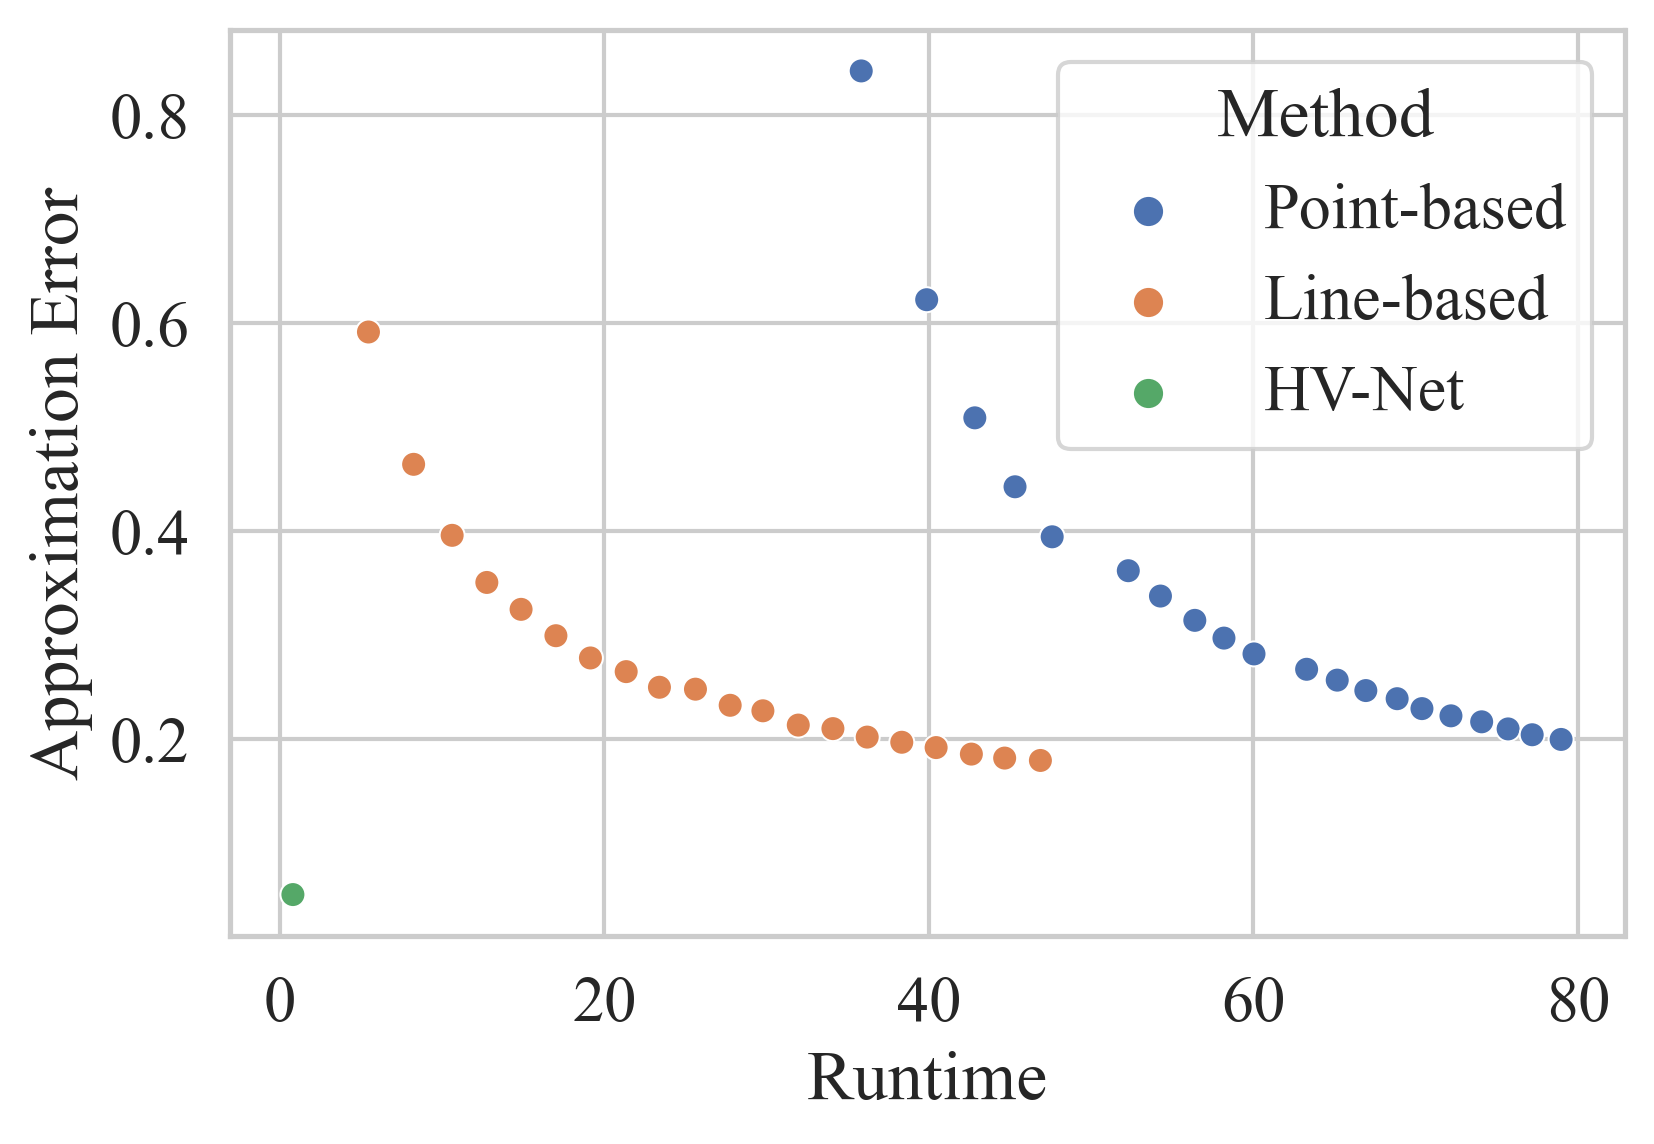 Method
Point-based
Line-based
HV-Net
Approximation Error
0.8
0.6
0.4
0.2
0 20 40 60 80
Runtime